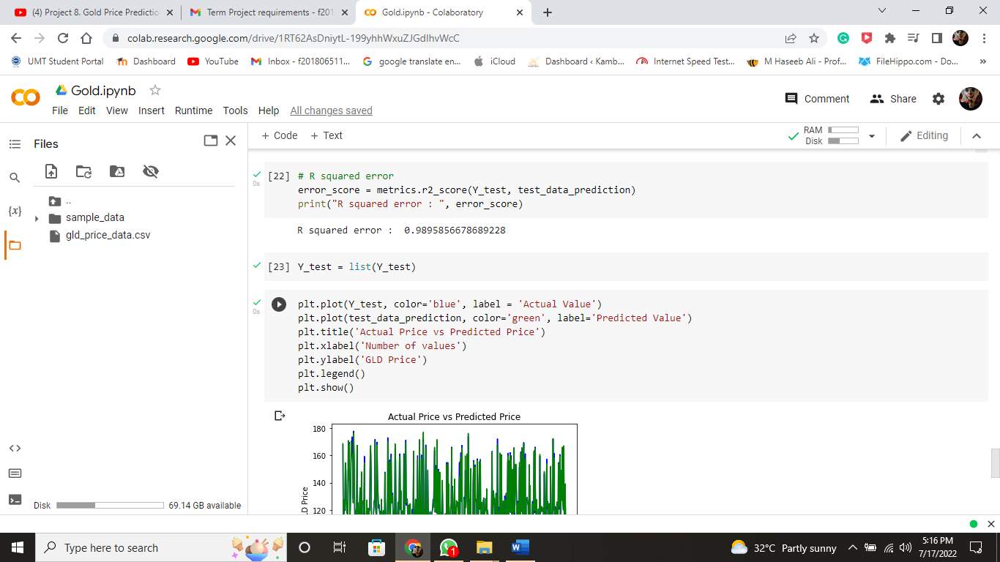 (4) Project 8. Gold Price Predictio
Term Project requirements - f201
Gold.ipynb - Colaboratory
colab.research.google.com/drive/1RT62AsDniytL-199yhhWxuZJGdIhvWcC
UMT Student Portal
Dashboard
YouTube
Inbox - f201806511...
google translate en...
iCloud
Dashboard ‹ Kamb...
Internet Speed Test...
M Haseeb Ali - Prof...
FileHippo.com - Do...
»
Gold.ipynb
Comment
Share
File Edit View Insert Runtime Tools Help All changes saved
Files
+ Code + Text
RAM
Disk
Editing
..
sample_data
gld_price_data.csv
{x}
[22] # R squared error
0s
error_score = metrics.r2_score(Y_test, test_data_prediction)
print("R squared error : ", error_score)
R squared error :  0.9895856678689228
[23] Y_test = list(Y_test)
0s
plt.plot(Y_test, color='blue', label = 'Actual Value')
plt.plot(test_data_prediction, color='green', label='Predicted Value')
plt.title('Actual Price vs Predicted Price')
plt.xlabel('Number of values')
plt.ylabel('GLD Price')
plt.legend()
plt.show()
Actual Price vs Predicted Price
180
160
140
120
LD Price
<>
Disk 69.14 GB available
Type here to search
1
W
32°C Partly sunny
5:16 PM
7/17/2022